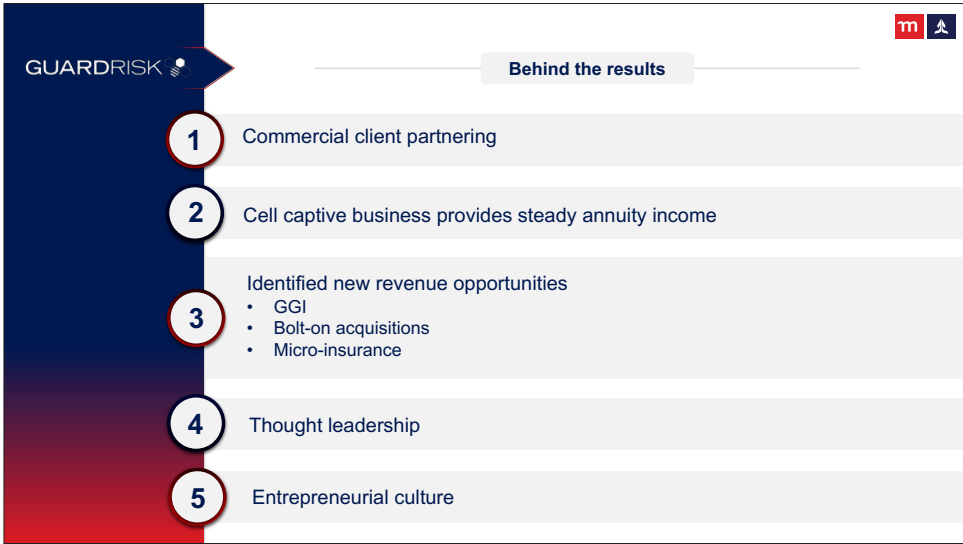 m
GUARDRISK
Behind the results
1
Commercial client partnering
2
Cell captive business provides steady annuity income
3
Identified new revenue opportunities
• GGI
• Bolt-on acquisitions
• Micro-insurance
4
Thought leadership
5
Entrepreneurial culture